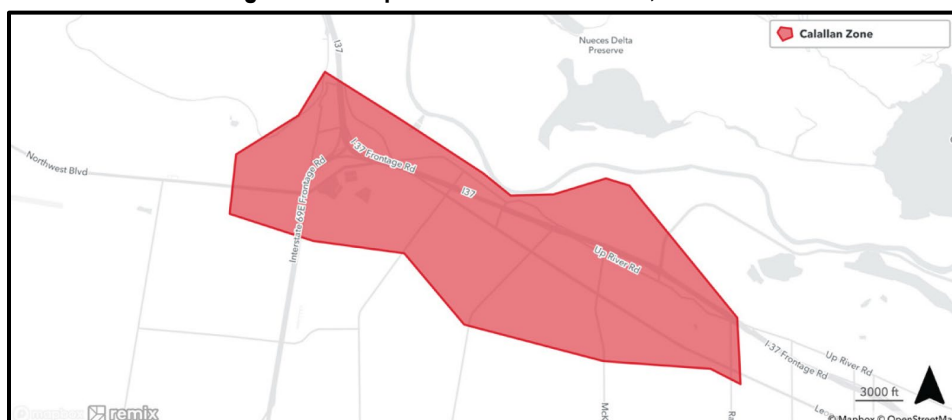 Calallan Zone
Nueces Delta
Preserve
I37
Northwest Blvd
I-37 Frontage Rd
Interstate 69E Frontage Rd
I37
Up River Rd
I-37 Frontage Rd
Up River Rd
3000 ft
mapbox remix
© Mapbox © OpenStreetMap